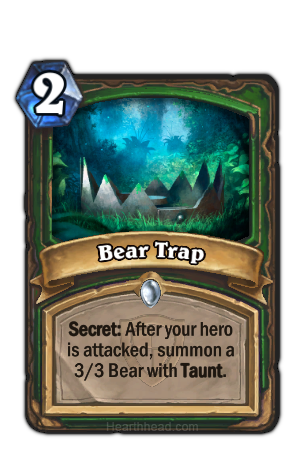 2
Bear Trap
Secret: After your hero
is attacked, summon a
3/3 Bear with Taunt.
Hearthhead.com